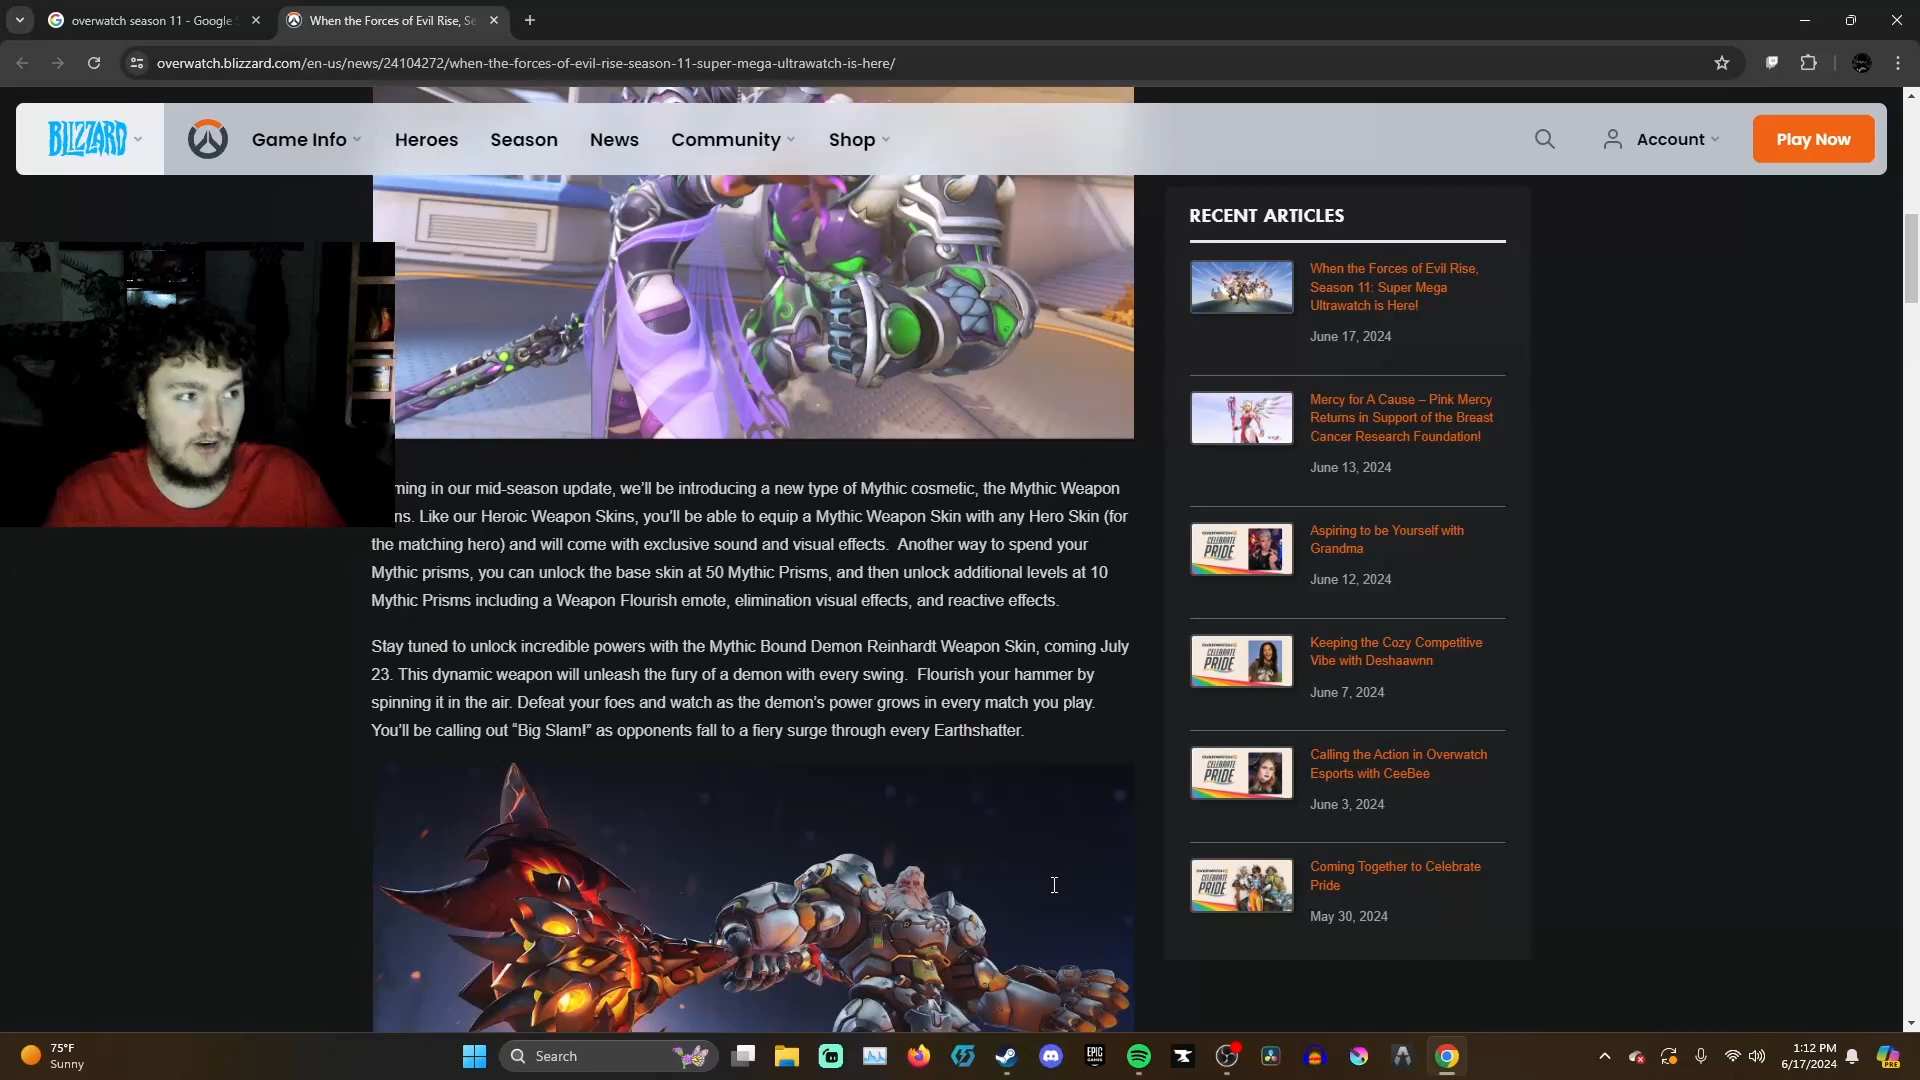 overwatch season 11 - Google
When the Forces of Evil Rise, Se
overwatch.blizzard.com/en-us/news/24104272/when-the-forces-of-evil-rise-season-11-super-mega-ultrawatch-is-here/
BLIZZARD
Game Info
Heroes
Season
News
Community
Shop
Account
Play Now
ming in our mid-season update, we'll be introducing a new type of Mythic cosmetic, the Mythic Weapon
ns. Like our Heroic Weapon Skins, you'll be able to equip a Mythic Weapon Skin with any Hero Skin (for
the matching hero) and will come with exclusive sound and visual effects. Another way to spend your
Mythic prisms, you can unlock the base skin at 50 Mythic Prisms, and then unlock additional levels at 10
Mythic Prisms including a Weapon Flourish emote, elimination visual effects, and reactive effects.
Stay tuned to unlock incredible powers with the Mythic Bound Demon Reinhardt Weapon Skin, coming July
23. This dynamic weapon will unleash the fury of a demon with every swing. Flourish your hammer by
spinning it in the air. Defeat your foes and watch as the demon's power grows in every match you play.
You'll be calling out “Big Slam!” as opponents fall to a fiery surge through every Earthshatter.
RECENT ARTICLES
When the Forces of Evil Rise,
Season 11: Super Mega
Ultrawatch is Here!
June 17, 2024
Mercy for A Cause – Pink Mercy
Returns in Support of the Breast
Cancer Research Foundation!
June 13, 2024
CELEBRATE
PRIDE
Aspiring to be Yourself with
Grandma
June 12, 2024
CELEBRATE
PRIDE
Keeping the Cozy Competitive
Vibe with Deshaawnn
June 7, 2024
CELEBRATE
PRIDE
Calling the Action in Overwatch
Esports with CeeBee
June 3, 2024
CELEBRATE
PRIDE
Coming Together to Celebrate
Pride
May 30, 2024
75°F
Sunny
Search
EPIC
GAMES
1:12 PM
6/17/2024
PRE